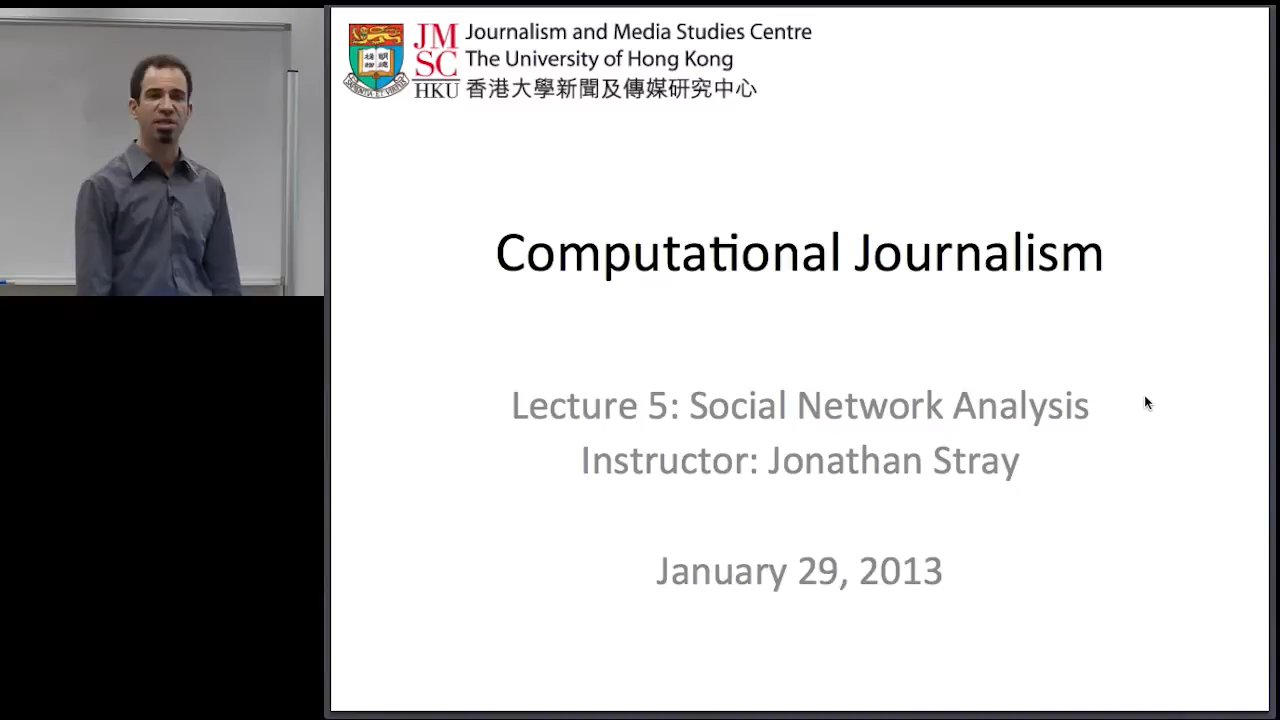 JM
SC
HKU
Journalism and Media Studies Centre
The University of Hong Kong
香港大學新聞及傳媒研究中心
Computational Journalism
Lecture 5: Social Network Analysis
Instructor: Jonathan Stray
January 29, 2013